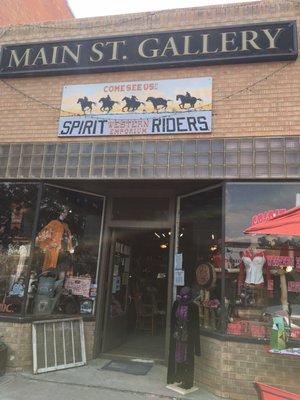 MAIN ST. GALLERY
COME SEE US!
SPIRIT WESTERN EMPORIUM RIDERS